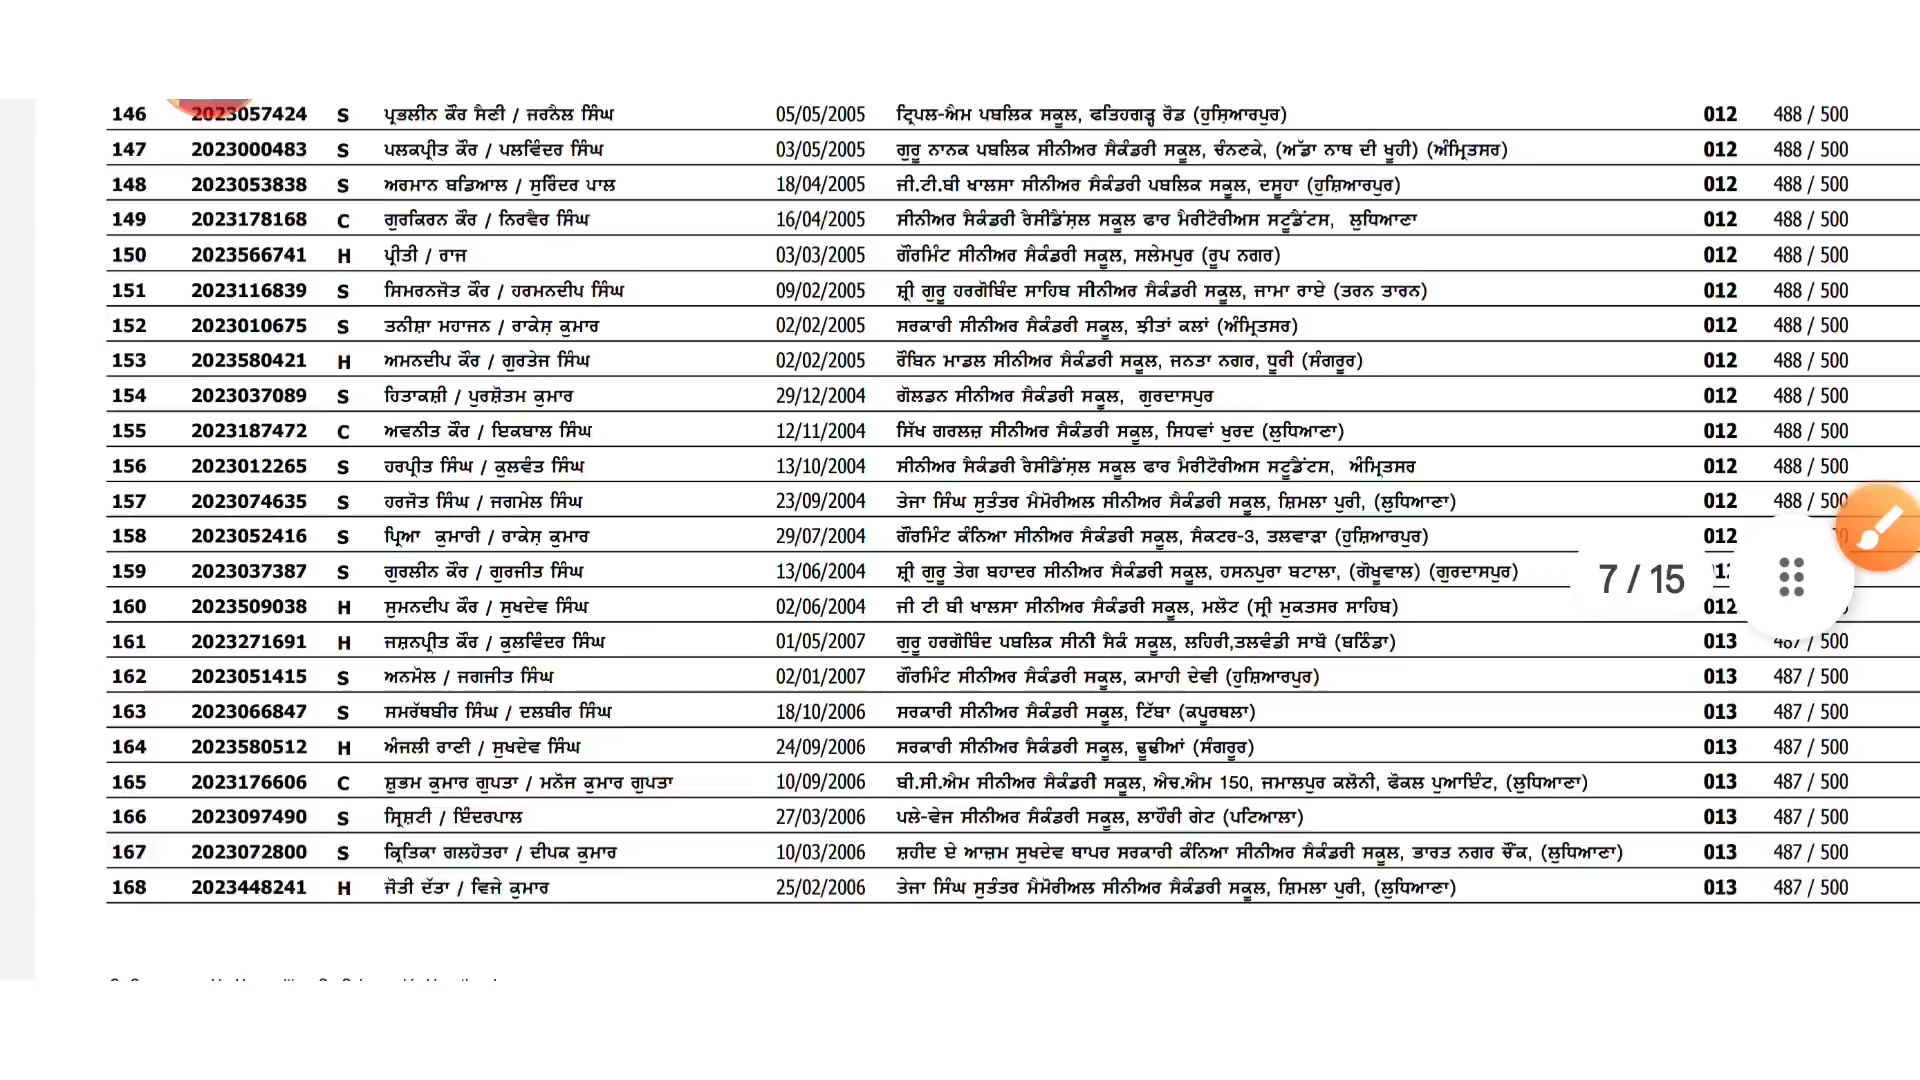 146 2023057424 S ਪ੍ਰਭਲੀਨ ਕੌਰ ਸੈਣੀ / ਜਰਨੈਲ ਸਿੰਘ 05/05/2005 ਟ੍ਰਿਪਲ-ਐਮ ਪਬਲਿਕ ਸਕੂਲ, ਫਤਿਹਗੜ੍ਹ ਰੋਡ (ਹੁਸ਼ਿਆਰਪੁਰ) 012 488 / 500
147 2023000483 S ਪਲਕਪ੍ਰੀਤ ਕੌਰ / ਪਲਵਿੰਦਰ ਸਿੰਘ 03/05/2005 ਗੁਰੂ ਨਾਨਕ ਪਬਲਿਕ ਸੀਨੀਅਰ ਸੈਕੰਡਰੀ ਸਕੂਲ, ਚੰਨਣਕੇ, (ਅੱਡਾ ਨਾਥ ਦੀ ਖੂਹੀ) (ਅੰਮ੍ਰਿਤਸਰ) 012 488 / 500
148 2023053838 S ਅਰਮਾਨ ਬਡਿਆਲ / ਸੁਰਿੰਦਰ ਪਾਲ 18/04/2005 ਜੀ.ਟੀ.ਬੀ ਖਾਲਸਾ ਸੀਨੀਅਰ ਸੈਕੰਡਰੀ ਪਬਲਿਕ ਸਕੂਲ, ਦਸੂਹਾ (ਹੁਸ਼ਿਆਰਪੁਰ) 012 488 / 500
149 2023178168 C ਗੁਰਕਿਰਨ ਕੌਰ / ਨਿਰਵੈਰ ਸਿੰਘ 16/04/2005 ਸੀਨੀਅਰ ਸੈਕੰਡਰੀ ਰੇਸੀਡੈਂਸ਼ਲ ਸਕੂਲ ਫਾਰ ਮੈਰੀਟੋਰੀਅਸ ਸਟੂਡੈਂਟਸ, ਲੁਧਿਆਣਾ 012 488 / 500
150 2023566741 H ਪ੍ਰੀਤੀ / ਰਾਜ 03/03/2005 ਗੌਰਮਿੰਟ ਸੀਨੀਅਰ ਸੈਕੰਡਰੀ ਸਕੂਲ, ਸਲੇਮਪੁਰ (ਰੂਪ ਨਗਰ) 012 488 / 500
151 2023116839 S ਸਿਮਰਨਜੋਤ ਕੌਰ / ਹਰਮਨਦੀਪ ਸਿੰਘ 09/02/2005 ਸ਼੍ਰੀ ਗੁਰੂ ਹਰਗੋਬਿੰਦ ਸਾਹਿਬ ਸੀਨੀਅਰ ਸੈਕੰਡਰੀ ਸਕੂਲ, ਜਾਮਾ ਰਾਏ (ਤਰਨ ਤਾਰਨ) 012 488 / 500
152 2023010675 S ਤਨੀਸ਼ਾ ਮਹਾਜਨ / ਰਾਕੇਸ਼ ਕੁਮਾਰ 02/02/2005 ਸਰਕਾਰੀ ਸੀਨੀਅਰ ਸੈਕੰਡਰੀ ਸਕੂਲ, ਝੀਤਾਂ ਕਲਾਂ (ਅੰਮ੍ਰਿਤਸਰ) 012 488 / 500
153 2023580421 H ਅਮਨਦੀਪ ਕੌਰ / ਗੁਰਤੇਜ ਸਿੰਘ 02/02/2005 ਰੌਬਿਨ ਮਾਡਲ ਸੀਨੀਅਰ ਸੈਕੰਡਰੀ ਸਕੂਲ, ਜਨਤਾ ਨਗਰ, ਧੂਰੀ (ਸੰਗਰੂਰ) 012 488 / 500
154 2023037089 S ਹਿਤਾਕਸ਼ੀ / ਪੁਰਸ਼ੋਤਮ ਕੁਮਾਰ 29/12/2004 ਗੋਲਡਨ ਸੀਨੀਅਰ ਸੈਕੰਡਰੀ ਸਕੂਲ, ਗੁਰਦਾਸਪੁਰ 012 488 / 500
155 2023187472 C ਅਵਨੀਤ ਕੌਰ / ਇਕਬਾਲ ਸਿੰਘ 12/11/2004 ਸਿੱਖ ਗਰਲਜ਼ ਸੀਨੀਅਰ ਸੈਕੰਡਰੀ ਸਕੂਲ, ਸਿਧਵਾਂ ਖੁਰਦ (ਲੁਧਿਆਣਾ) 012 488 / 500
156 2023012265 S ਹਰਪ੍ਰੀਤ ਸਿੰਘ / ਕੁਲਵੰਤ ਸਿੰਘ 13/10/2004 ਸੀਨੀਅਰ ਸੈਕੰਡਰੀ ਰੇਸੀਡੈਂਸ਼ਲ ਸਕੂਲ ਫਾਰ ਮੈਰੀਟੋਰੀਅਸ ਸਟੂਡੈਂਟਸ, ਅੰਮ੍ਰਿਤਸਰ 012 488 / 500
157 2023074635 S ਹਰਜੋਤ ਸਿੰਘ / ਜਗਮੇਲ ਸਿੰਘ 23/09/2004 ਤੇਜਾ ਸਿੰਘ ਸੁਤੰਤਰ ਮੈਮੋਰੀਅਲ ਸੀਨੀਅਰ ਸੈਕੰਡਰੀ ਸਕੂਲ, ਸ਼ਿਮਲਾ ਪੁਰੀ, (ਲੁਧਿਆਣਾ) 012 488 / 500
158 2023052416 S ਪ੍ਰਿਆ ਕੁਮਾਰੀ / ਰਾਕੇਸ਼ ਕੁਮਾਰ 29/07/2004 ਗੌਰਮਿੰਟ ਕੰਨਿਆ ਸੀਨੀਅਰ ਸੈਕੰਡਰੀ ਸਕੂਲ, ਸੈਕਟਰ-3, ਤਲਵਾੜਾ (ਹੁਸ਼ਿਆਰਪੁਰ) 012
159 2023037387 S ਗੁਰਲੀਨ ਕੌਰ / ਗੁਰਜੀਤ ਸਿੰਘ 13/06/2004 ਸ਼੍ਰੀ ਗੁਰੂ ਤੇਗ ਬਹਾਦਰ ਸੀਨੀਅਰ ਸੈਕੰਡਰੀ ਸਕੂਲ, ਹਸਨਪੁਰਾ ਬਟਾਲਾ, (ਗੋਖੂਵਾਲ) (ਗੁਰਦਾਸਪੁਰ)
7 / 15
160 2023509038 H ਸੁਮਨਦੀਪ ਕੌਰ / ਸੁਖਦੇਵ ਸਿੰਘ 02/06/2004 ਜੀ ਟੀ ਬੀ ਖਾਲਸਾ ਸੀਨੀਅਰ ਸੈਕੰਡਰੀ ਸਕੂਲ, ਮਲੋਟ (ਸ੍ਰੀ ਮੁਕਤਸਰ ਸਾਹਿਬ) 012
161 2023271691 H ਜਸ਼ਨਪ੍ਰੀਤ ਕੌਰ / ਕੁਲਵਿੰਦਰ ਸਿੰਘ 01/05/2007 ਗੁਰੂ ਹਰਗੋਬਿੰਦ ਪਬਲਿਕ ਸੀਨੀ ਸੈਕੰ ਸਕੂਲ, ਲਹਿਰੀ,ਤਲਵੰਡੀ ਸਾਬੋ (ਬਠਿੰਡਾ) 013 487 / 500
162 2023051415 S ਅਨਮੋਲ / ਜਗਜੀਤ ਸਿੰਘ 02/01/2007 ਗੌਰਮਿੰਟ ਸੀਨੀਅਰ ਸੈਕੰਡਰੀ ਸਕੂਲ, ਕਮਾਹੀ ਦੇਵੀ (ਹੁਸ਼ਿਆਰਪੁਰ) 013 487 / 500
163 2023066847 S ਸਮਰੱਥਬੀਰ ਸਿੰਘ / ਦਲਬੀਰ ਸਿੰਘ 18/10/2006 ਸਰਕਾਰੀ ਸੀਨੀਅਰ ਸੈਕੰਡਰੀ ਸਕੂਲ, ਟਿੱਬਾ (ਕਪੂਰਥਲਾ) 013 487 / 500
164 2023580512 H ਅੰਜਲੀ ਰਾਣੀ / ਸੁਖਦੇਵ ਸਿੰਘ 24/09/2006 ਸਰਕਾਰੀ ਸੀਨੀਅਰ ਸੈਕੰਡਰੀ ਸਕੂਲ, ਢੂਢੀਆਂ (ਸੰਗਰੂਰ) 013 487 / 500
165 2023176606 C ਸ਼ੁਭਮ ਕੁਮਾਰ ਗੁਪਤਾ / ਮਨੋਜ ਕੁਮਾਰ ਗੁਪਤਾ 10/09/2006 ਬੀ.ਸੀ.ਐਮ ਸੀਨੀਅਰ ਸੈਕੰਡਰੀ ਸਕੂਲ, ਐਚ.ਐਮ 150, ਜਮਾਲਪੁਰ ਕਲੋਨੀ, ਫੋਕਲ ਪੁਆਇੰਟ, (ਲੁਧਿਆਣਾ) 013 487 / 500
166 2023097490 S ਸ੍ਰਿਸ਼ਟੀ / ਇੰਦਰਪਾਲ 27/03/2006 ਪਲੇ-ਵੇਜ ਸੀਨੀਅਰ ਸੈਕੰਡਰੀ ਸਕੂਲ, ਲਾਹੌਰੀ ਗੇਟ (ਪਟਿਆਲਾ) 013 487 / 500
167 2023072800 S ਕ੍ਰਿਤਿਕਾ ਗਲਹੋਤਰਾ / ਦੀਪਕ ਕੁਮਾਰ 10/03/2006 ਸ਼ਹੀਦ ਏ ਆਜ਼ਮ ਸੁਖਦੇਵ ਥਾਪਰ ਸਰਕਾਰੀ ਕੰਨਿਆ ਸੀਨੀਅਰ ਸੈਕੰਡਰੀ ਸਕੂਲ, ਭਾਰਤ ਨਗਰ ਚੌਂਕ, (ਲੁਧਿਆਣਾ) 013 487 / 500
168 2023448241 H ਜੋਤੀ ਦੱਤਾ / ਵਿਜੇ ਕੁਮਾਰ 25/02/2006 ਤੇਜਾ ਸਿੰਘ ਸੁਤੰਤਰ ਮੈਮੋਰੀਅਲ ਸੀਨੀਅਰ ਸੈਕੰਡਰੀ ਸਕੂਲ, ਸ਼ਿਮਲਾ ਪੁਰੀ, (ਲੁਧਿਆਣਾ) 013 487 / 500